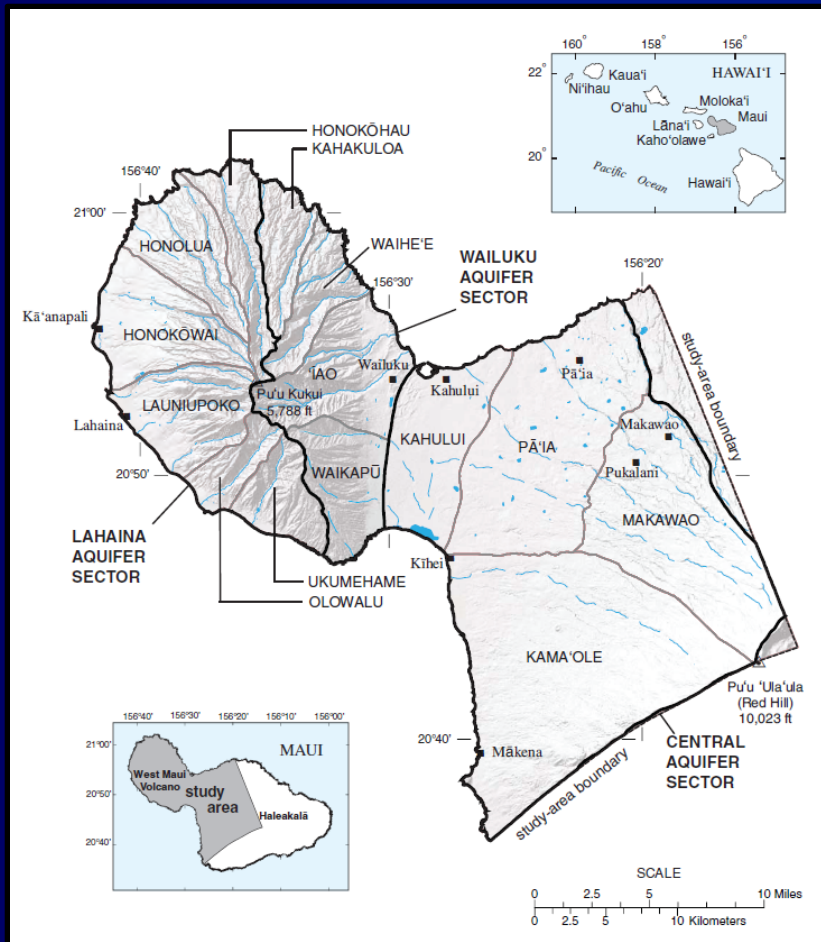 160° 158° 156°
22°
20°
HAWAI‘I
Kaua‘i
Ni‘ihau
O‘ahu
Moloka‘i
Maui
Lāna‘i
Kaho‘olawe
Hawai‘i
Pacific Ocean
HONOKŌHAU
KAHAKULOA
156°40'
21°00'
HONOLUA
WAIHE‘E
WAILUKU
AQUIFER
SECTOR
156°30'
156°20'
Kā‘anapali
HONOKŌWAI
‘ĪAO
Wailuku
Kahului
Pā‘ia
study-area boundary
Pu‘u Kukui
5,788 ft
LAUNIUPOKO
Lahaina
KAHULUI
PĀ‘IA
Makawao
Pukalani
20°50'
WAIKAPŪ
MAKAWAO
LAHAINA
AQUIFER
SECTOR
Kīhei
UKUMEHAME
OLOWALU
KAMA‘OLE
Pu‘u ‘Ula‘ula
(Red Hill)
10,023 ft
20°40'
Mākena
CENTRAL
AQUIFER
SECTOR
study-area boundary
156°40' 156°30' 156°20' 156°10' 156°00'
21°00'
20°50'
20°40'
MAUI
West Maui
Volcano
study
area
Haleakalā
SCALE
0 2.5 5 10 Miles
0 2.5 5 10 Kilometers